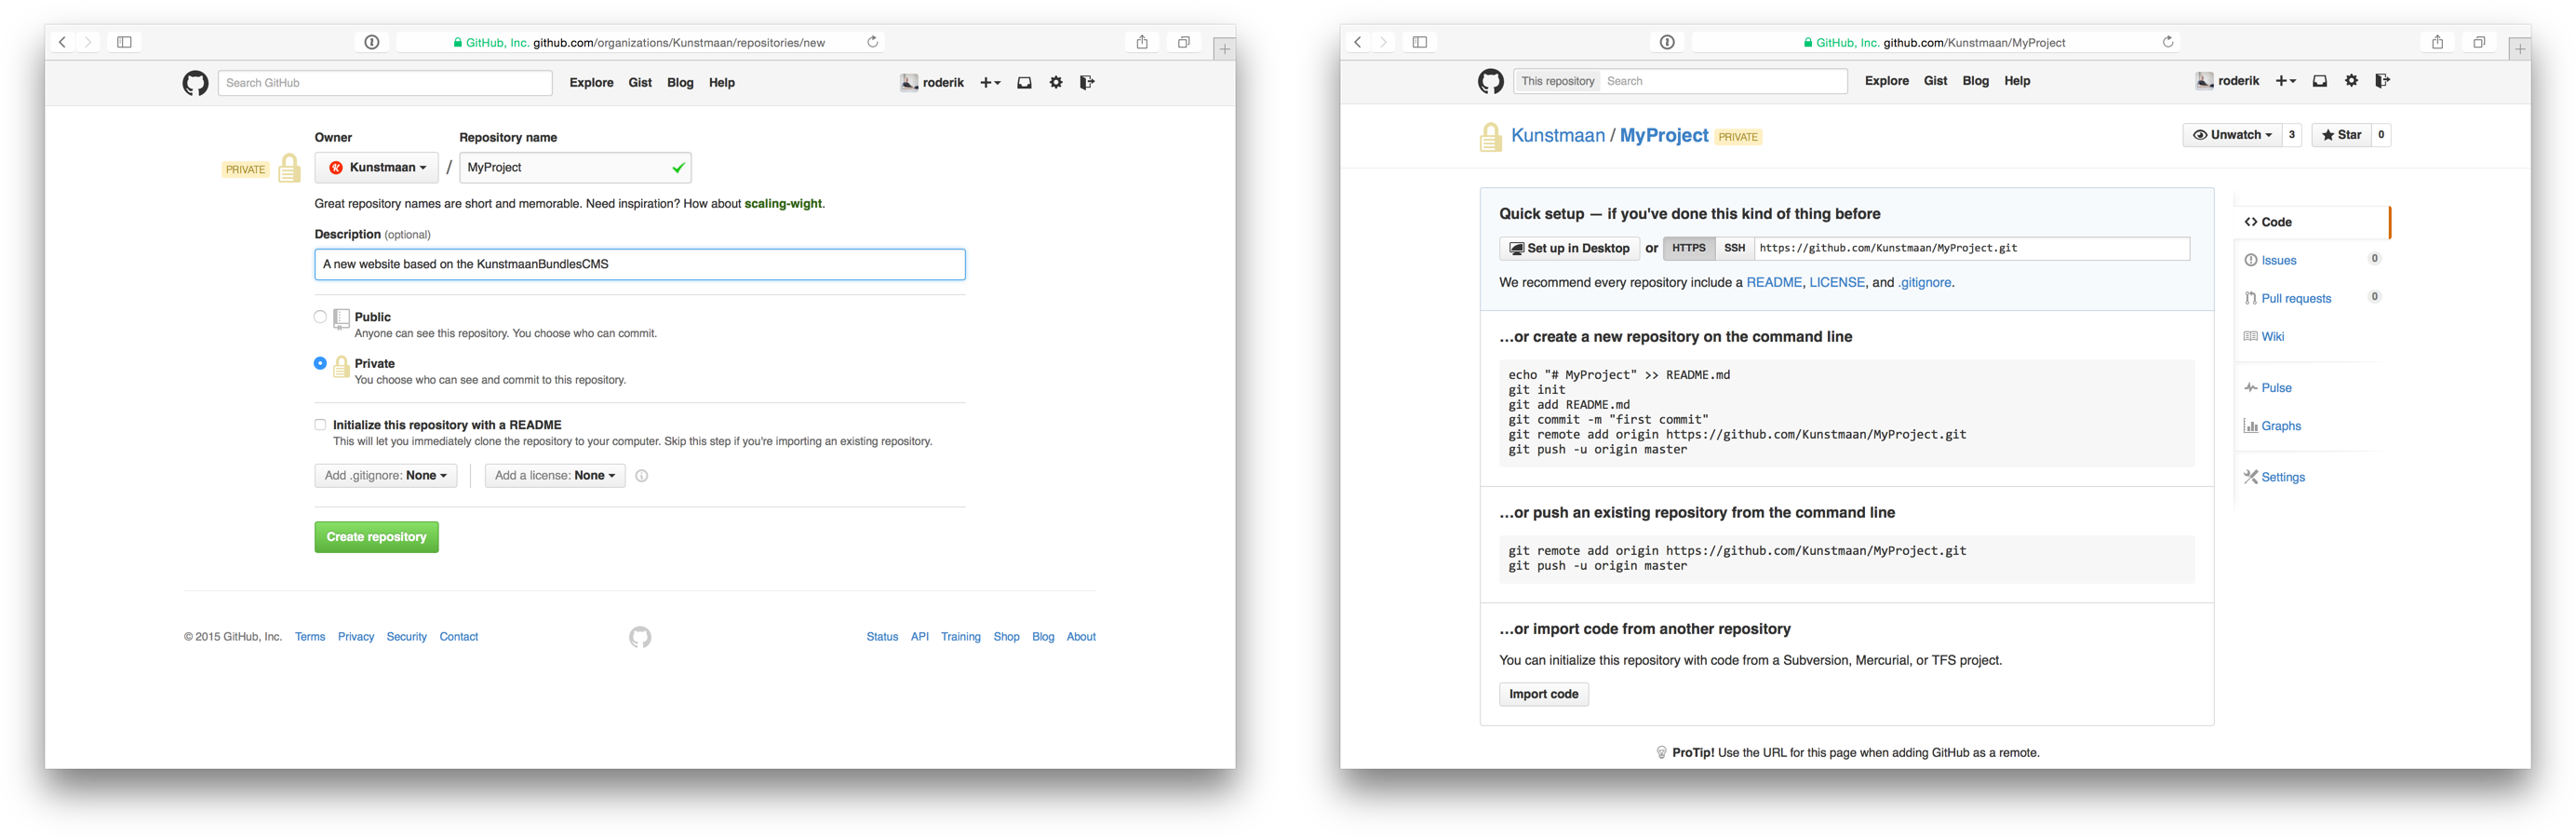 GitHub, Inc. github.com/organizations/Kunstmaan/repositories/new
Search GitHub
Explore Gist Blog Help
roderik
Owner Repository name
PRIVATE Kunstmaan / MyProject
Great repository names are short and memorable. Need inspiration? How about scaling-wight.
Description (optional)
A new website based on the KunstmaanBundlesCMS
Public
Anyone can see this repository. You choose who can commit.
Private
You choose who can see and commit to this repository.
Initialize this repository with a README
This will let you immediately clone the repository to your computer. Skip this step if you're importing an existing repository.
Add .gitignore: None Add a license: None
Create repository
© 2015 GitHub, Inc. Terms Privacy Security Contact Status API Training Shop Blog About
GitHub, Inc. github.com/Kunstmaan/MyProject
This repository Search
Explore Gist Blog Help
roderik
Kunstmaan / MyProject PRIVATE
Unwatch 3 Star 0
Quick setup — if you've done this kind of thing before
Set up in Desktop or HTTPS SSH https://github.com/Kunstmaan/MyProject.git
We recommend every repository include a README, LICENSE, and .gitignore.
…or create a new repository on the command line
echo "# MyProject" >> README.md
git init
git add README.md
git commit -m "first commit"
git remote add origin https://github.com/Kunstmaan/MyProject.git
git push -u origin master
…or push an existing repository from the command line
git remote add origin https://github.com/Kunstmaan/MyProject.git
git push -u origin master
…or import code from another repository
You can initialize this repository with code from a Subversion, Mercurial, or TFS project.
Import code
ProTip! Use the URL for this page when adding GitHub as a remote.
Code
Issues 0
Pull requests 0
Wiki
Pulse
Graphs
Settings